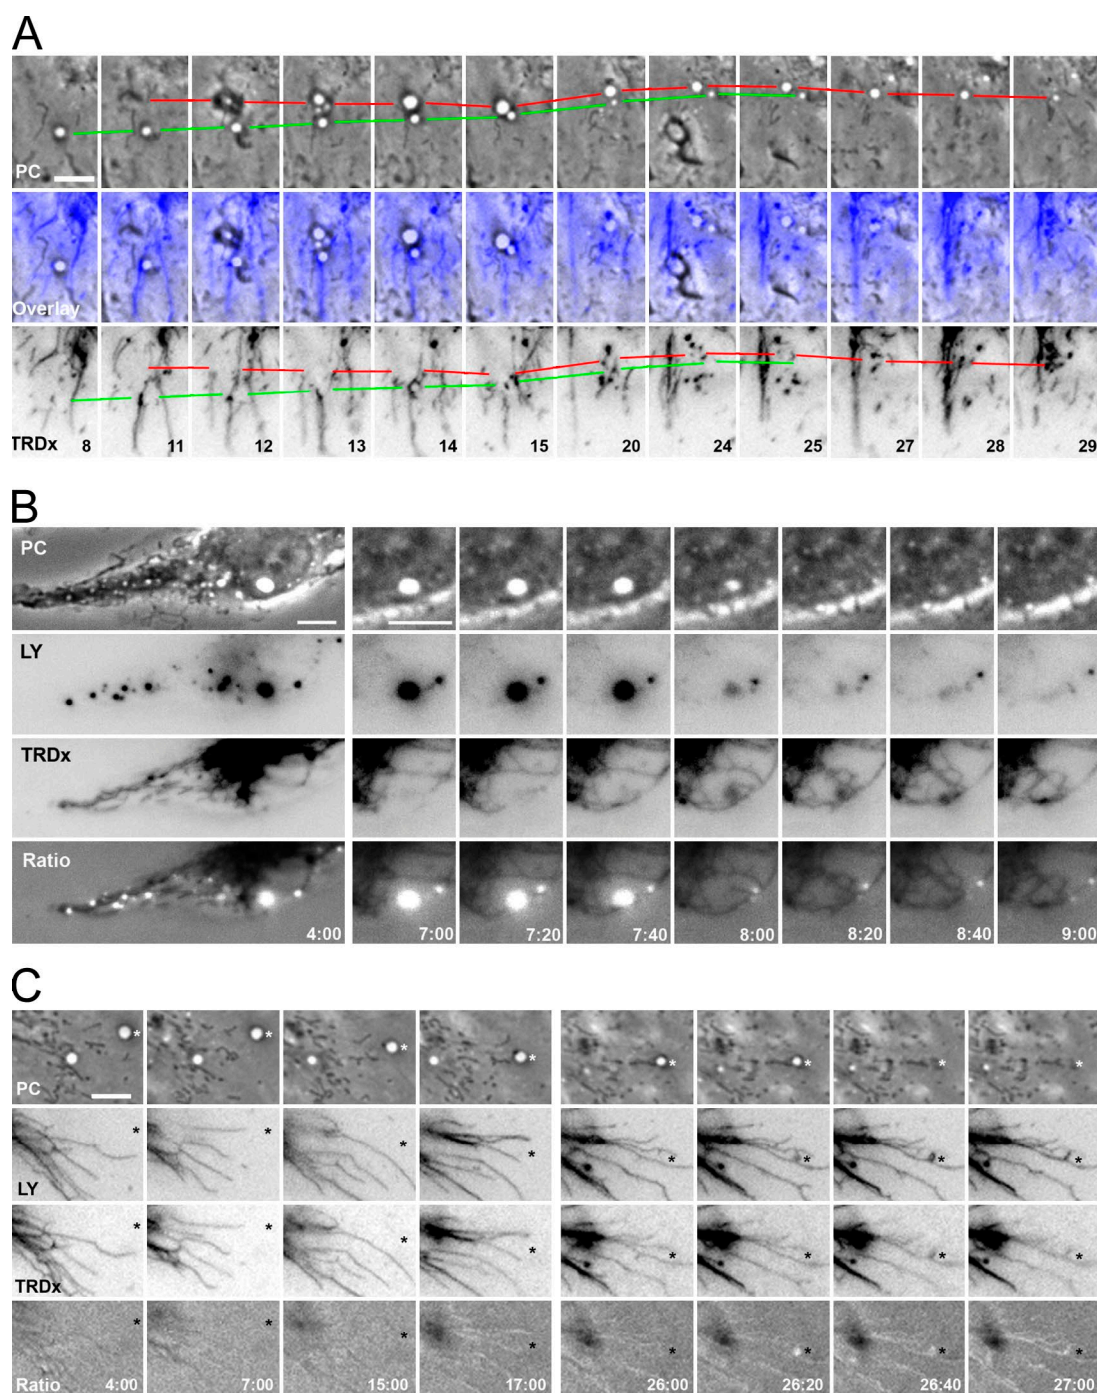 A
PC
Overlay
TRDx 8 11 12 13 14 15 20 24 25 27 28 29
B
PC
LY
TRDx
Ratio 4:00 7:00 7:20 7:40 8:00 8:20 8:40 9:00
C
PC * * * * * * * *
LY * * * * * * * *
TRDx * * * * * * * *
Ratio * * * * * * * *
4:00 7:00 15:00 17:00 26:00 26:20 26:40 27:00